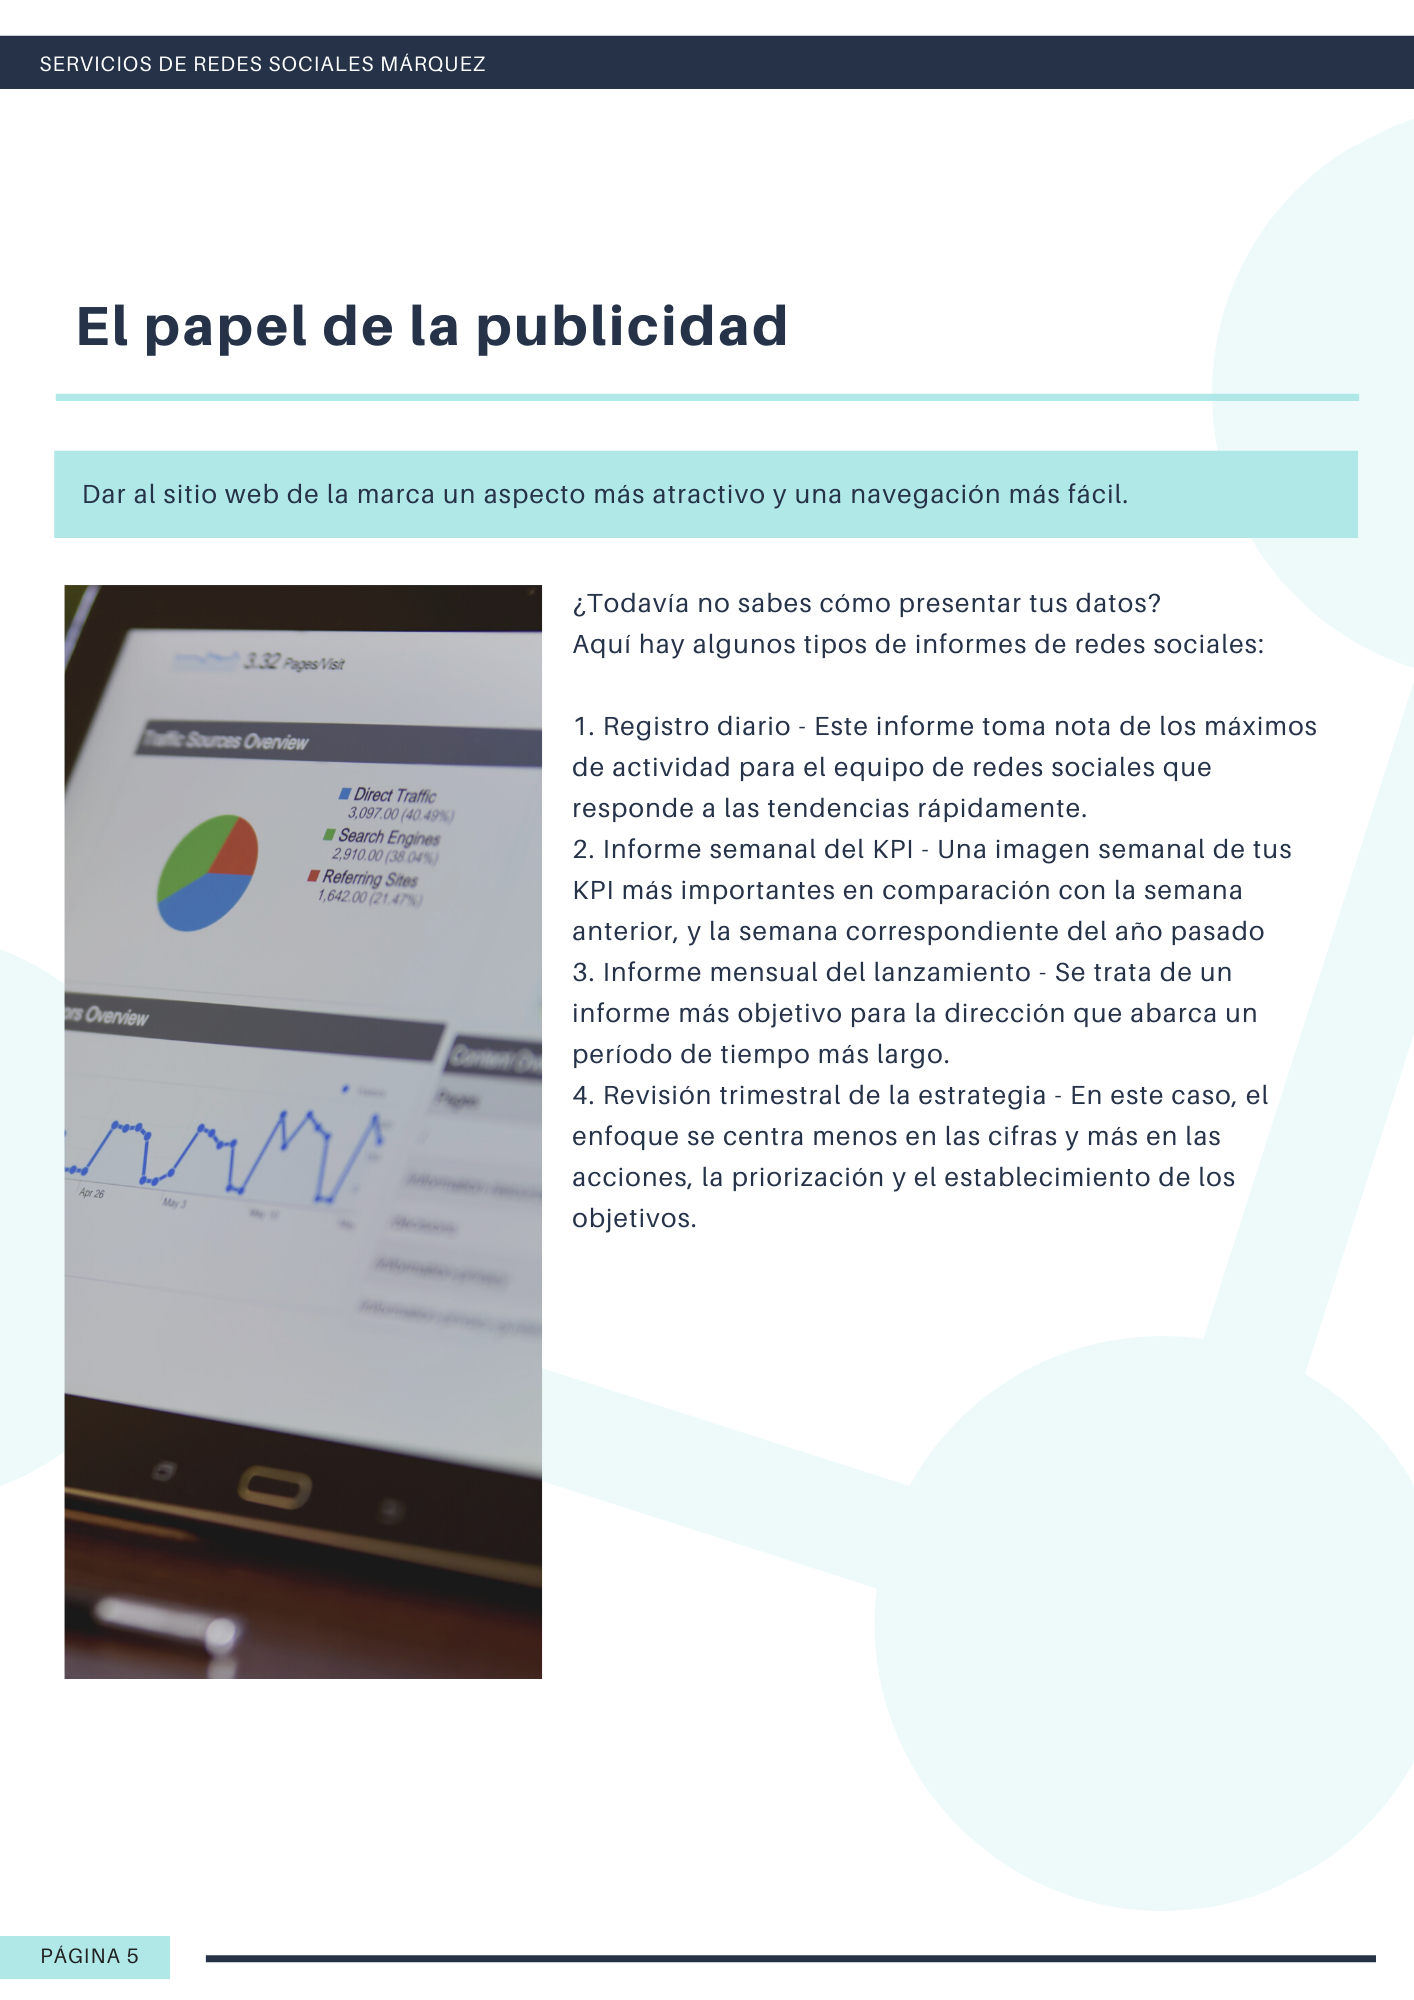 SERVICIOS DE REDES SOCIALES MÁRQUEZ
El papel de la publicidad
Dar al sitio web de la marca un aspecto más atractivo y una navegación más fácil.
¿Todavía no sabes cómo presentar tus datos?
Aquí hay algunos tipos de informes de redes sociales:
1. Registro diario - Este informe toma nota de los máximos
de actividad para el equipo de redes sociales que
responde a las tendencias rápidamente.
2. Informe semanal del KPI - Una imagen semanal de tus
KPI más importantes en comparación con la semana
anterior, y la semana correspondiente del año pasado
3. Informe mensual del lanzamiento - Se trata de un
informe más objetivo para la dirección que abarca un
período de tiempo más largo.
4. Revisión trimestral de la estrategia - En este caso, el
enfoque se centra menos en las cifras y más en las
acciones, la priorización y el establecimiento de los
objetivos.
3.32 Pages/Visit
Traffic Sources Overview
Direct Traffic
3,097.00 (40.49%)
Search Engines
2,910.00 (38.04%)
Referring Sites
1,642.00 (21.47%)
ors Overview
Content Ove
Pages
Apr 26
May 3
PÁGINA 5